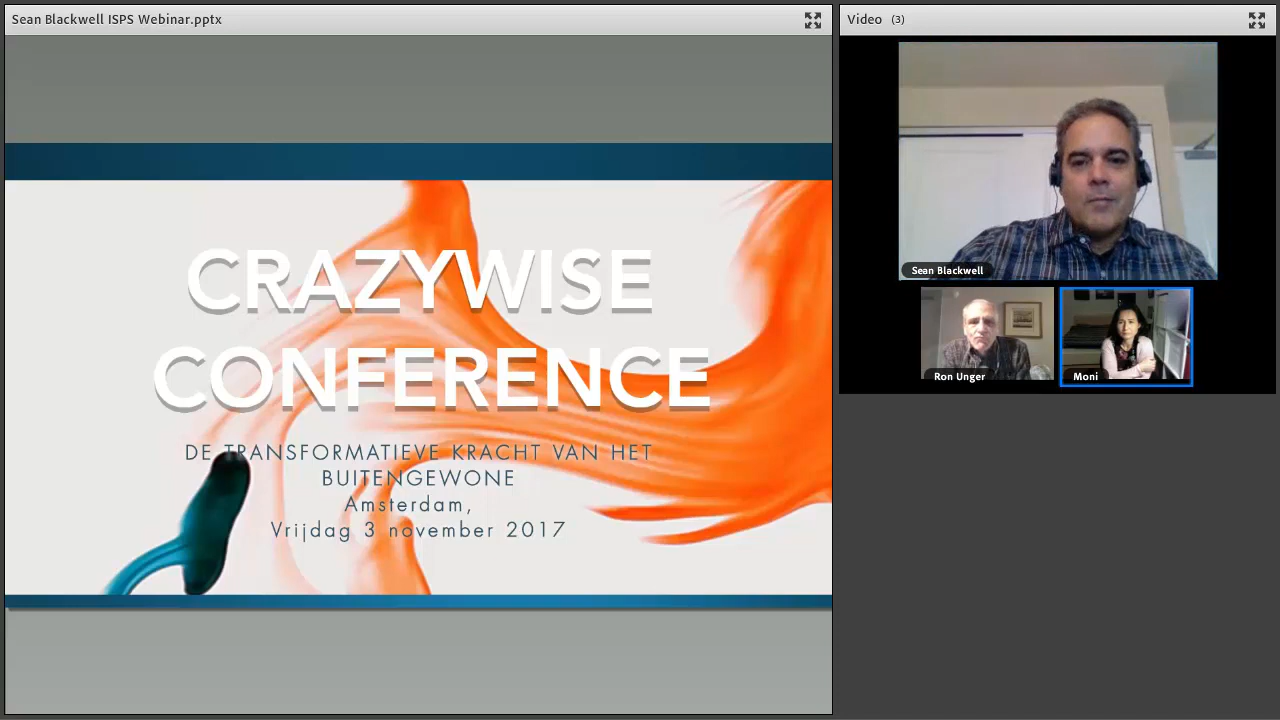 Sean Blackwell ISPS Webinar.pptx
Video (3)
CRAZYWISE
CONFERENCE
DE TRANSFORMATIEVE KRACHT VAN HET
BUITENGEWONE
Amsterdam,
Vrijdag 3 november 2017
Sean Blackwell
Ron Unger
Moni